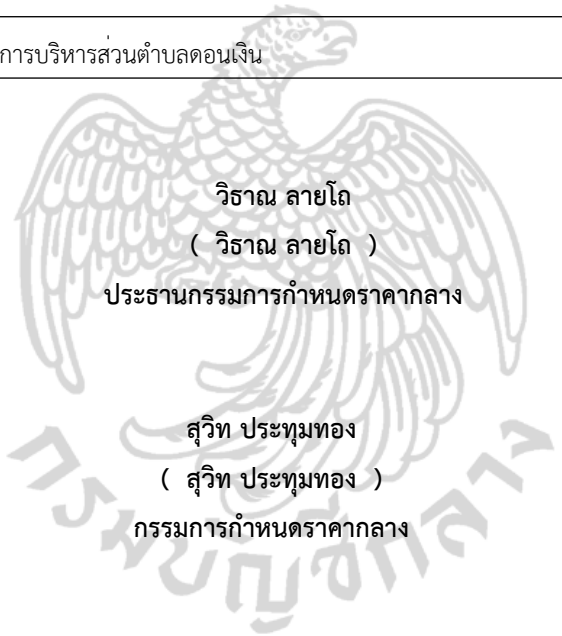 การบริหารส่วนตำบลดอนเงิน
วิธาณ ลายโถ
( วิธาณ ลายโถ )
ประธานกรรมการกำหนดราคากลาง
สุวิท ประทุมทอง
( สุวิท ประทุมทอง )
กรรมการกำหนดราคากลาง
กรมบัญชีกลาง